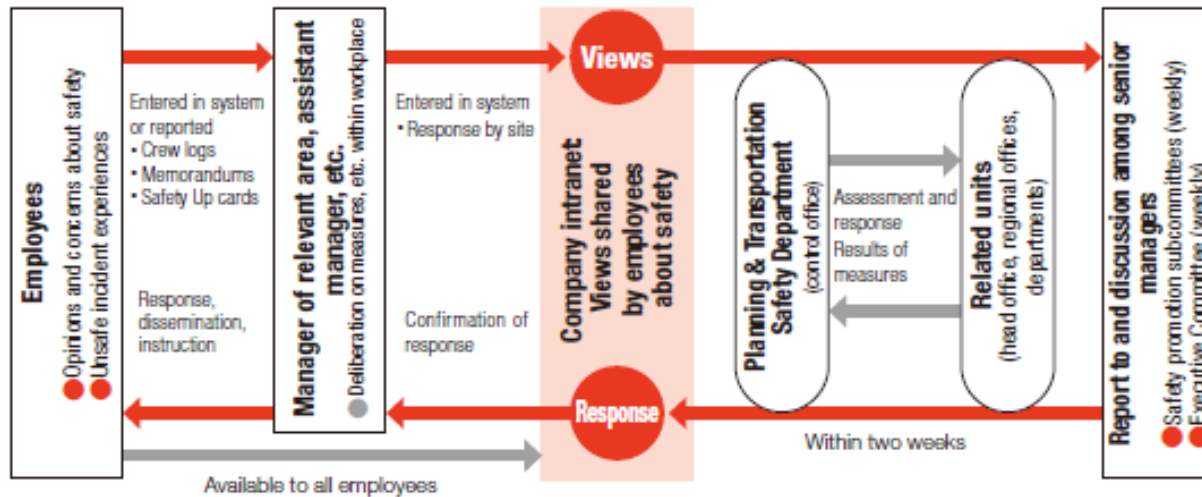 Employees
●Opinions and concerns about safety
●Unsafe incident experiences
Entered in system
or reported
• Crew logs
• Memorandums
• Safety Up cards
Response,
dissemination,
instruction
Manager of relevant area, assistant
manager, etc.
●Deliberation on measures, etc. within workplace
Entered in system
• Response by site
Confirmation of
response
Views
Company intranet
Views shared
by employees
about safety
Response
Planning & Transportation
Safety Department
(control office)
Assessment and
response
Results of
measures
Related units
(head office, regional offices,
departments)
Within two weeks
Report to and discussion among senior
managers
●Safety promotion subcommittees (weekly)
●Executive Committee (weekly)
Available to all employees